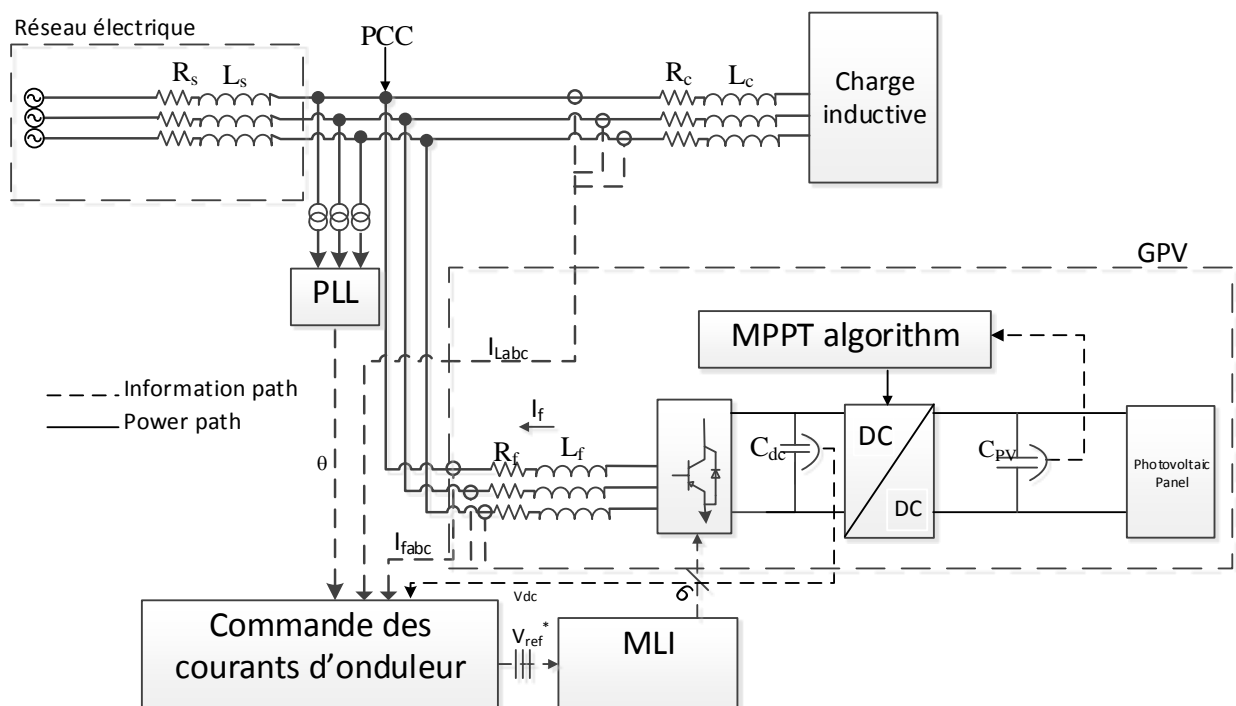 Réseau électrique
PCC
Rs
Ls
Rc
Lc
Charge
inductive
GPV
PLL
MPPT algorithm
ILabc
Information path
Power path
If
θ
Rf
Lf
Cdc
DC
DC
CPV
Photovoltaic
Panel
Ifabc
6
Vdc
Commande des
courants d'onduleur
Vref*
MLI